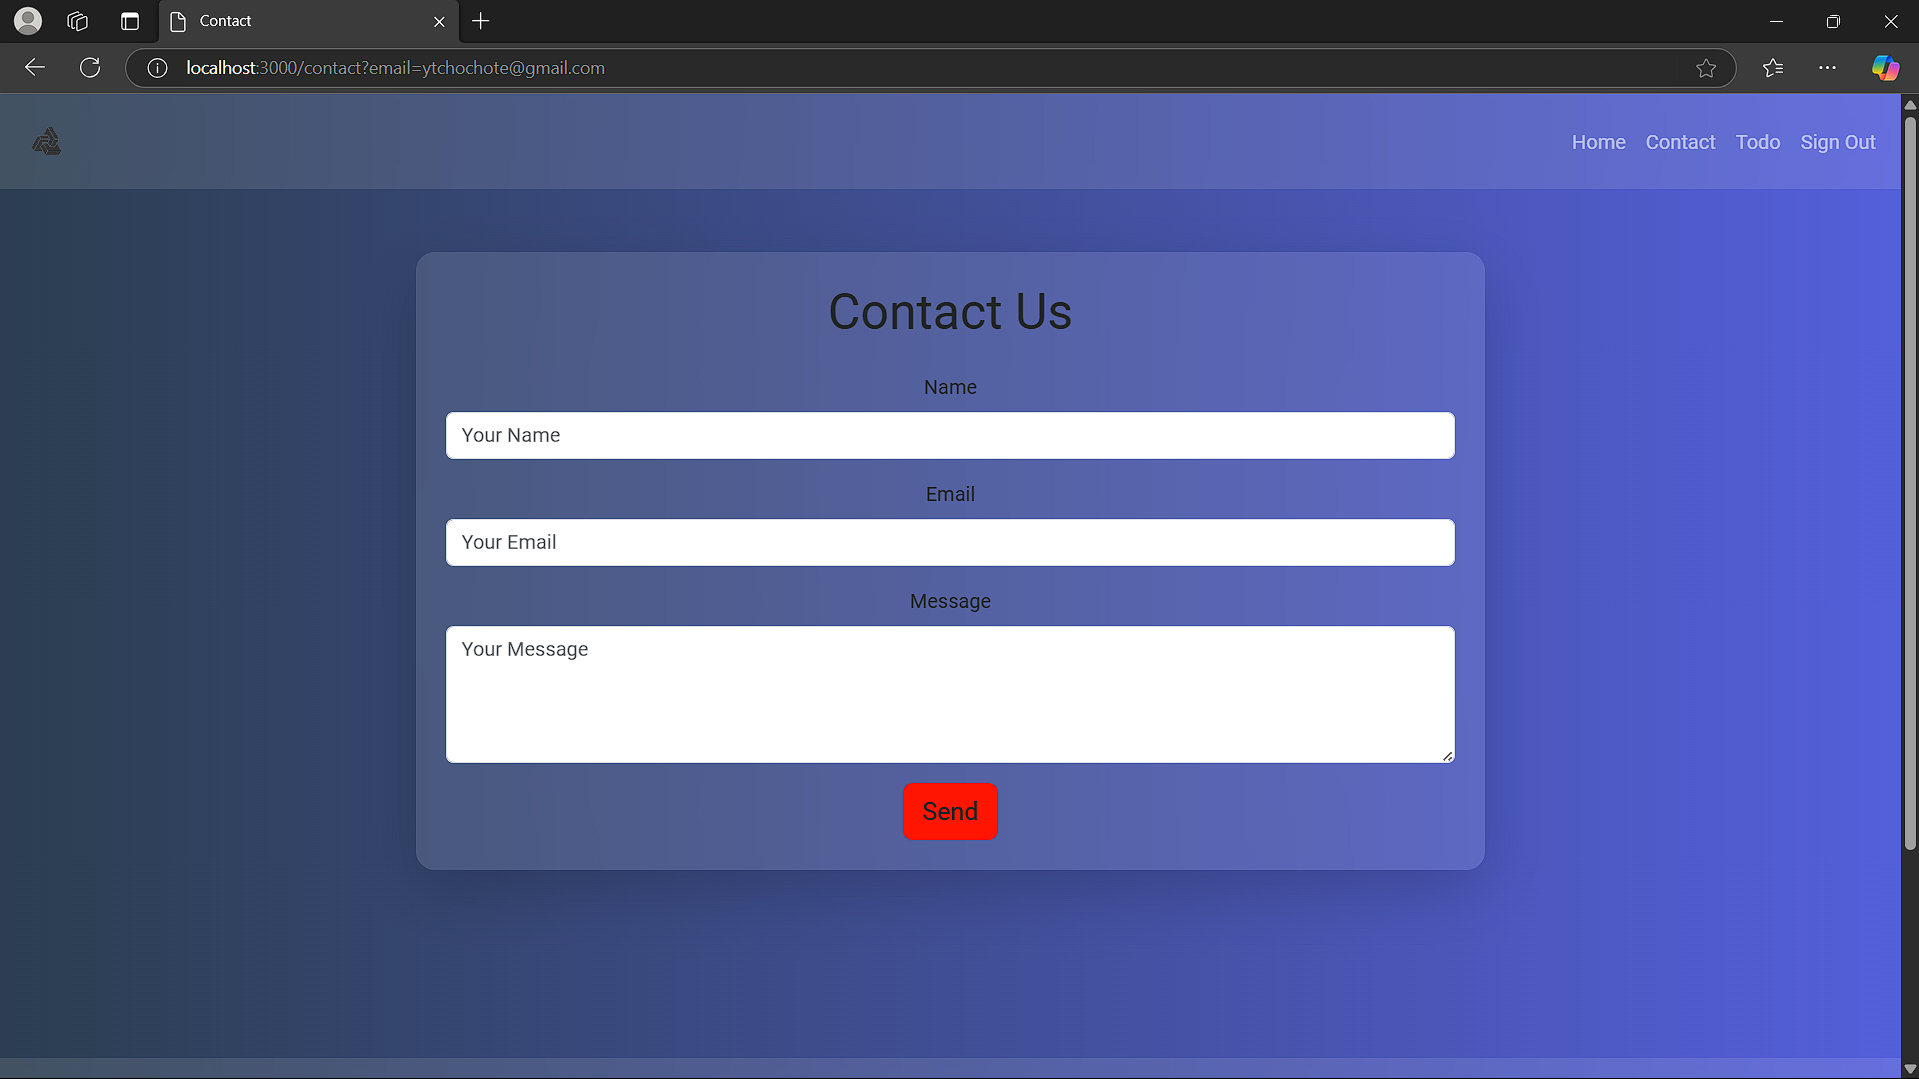 Contact
localhost:3000/contact?email=ytchochote@gmail.com
Home Contact Todo Sign Out
Contact Us
Name
Your Name
Email
Your Email
Message
Your Message
Send